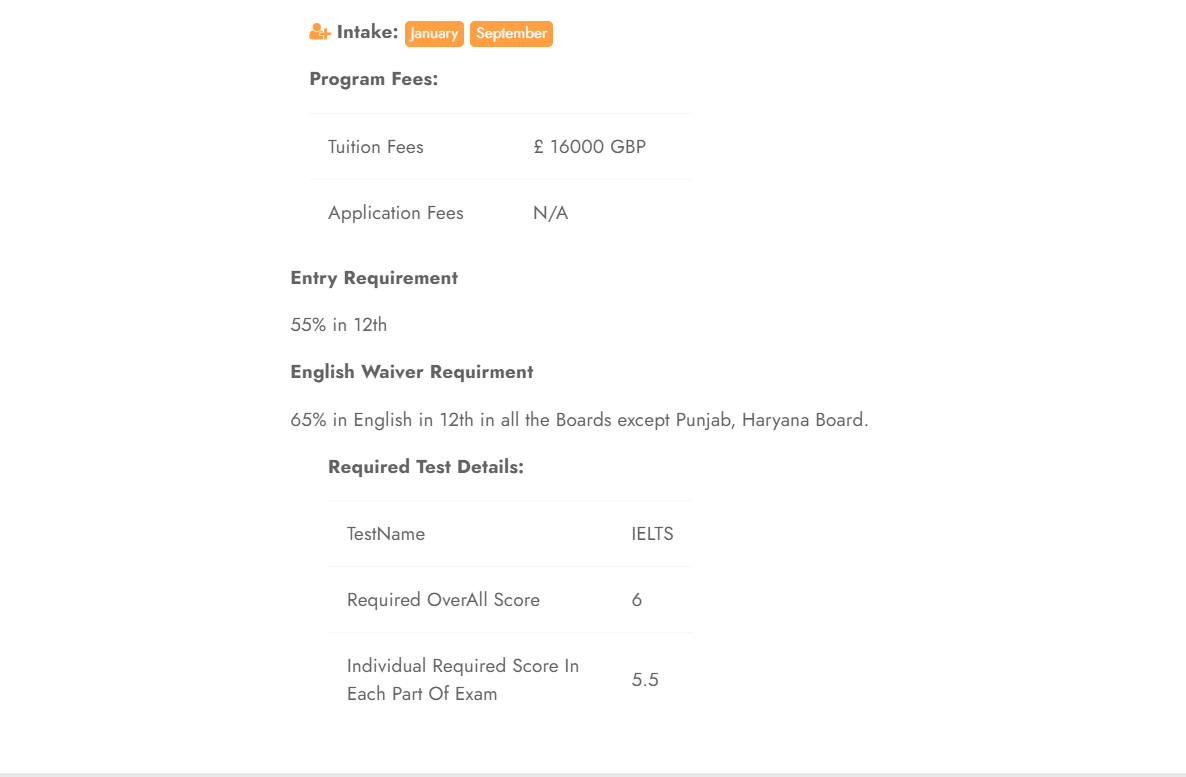 Intake: January September
Program Fees:
Tuition Fees £ 16000 GBP
Application Fees N/A
Entry Requirement
55% in 12th
English Waiver Requirment
65% in English in 12th in all the Boards except Punjab, Haryana Board.
Required Test Details:
TestName IELTS
Required OverAll Score 6
Individual Required Score In
Each Part Of Exam 5.5